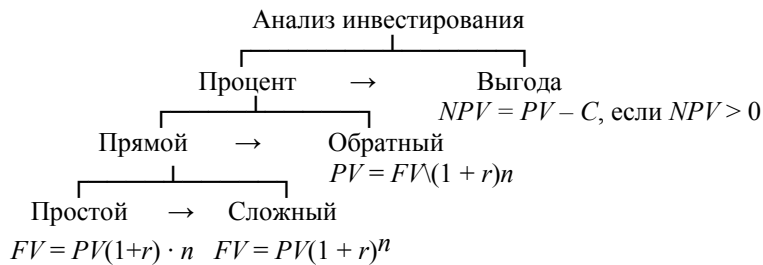 Анализ инвестирования
Процент → Выгода
NPV = PV – C, если NPV > 0
Прямой → Обратный
PV = FV\(1 + r)n
Простой → Сложный
FV = PV(1+r) · n FV = PV(1 + r)ⁿ